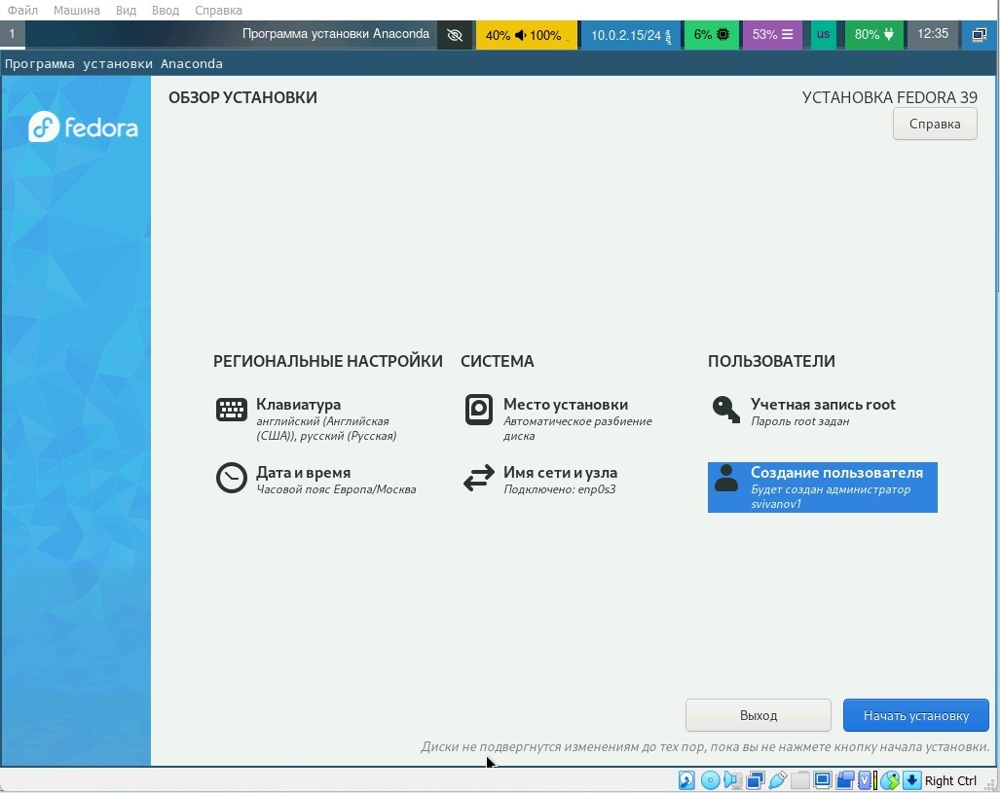 Файл Машина Вид Ввод Справка
1 Программа установки Anaconda 40% 100% 10.0.2.15/24 6% 53% us 80% 12:35
Программа установки Anaconda
fedora
ОБЗОР УСТАНОВКИ
УСТАНОВКА FEDORA 39
Справка
РЕГИОНАЛЬНЫЕ НАСТРОЙКИ
Клавиатура
английский (Английская
(США)), русский (Русская)
Дата и время
Часовой пояс Европа/Москва
СИСТЕМА
Место установки
Автоматическое разбиение
диска
Имя сети и узла
Подключено: enp0s3
ПОЛЬЗОВАТЕЛИ
Учетная запись root
Пароль root задан
Создание пользователя
Будет создан администратор
svivanov1
Выход
Начать установку
Диски не подвергнутся изменениям до тех пор, пока вы не нажмете кнопку начала установки.
Right Ctrl